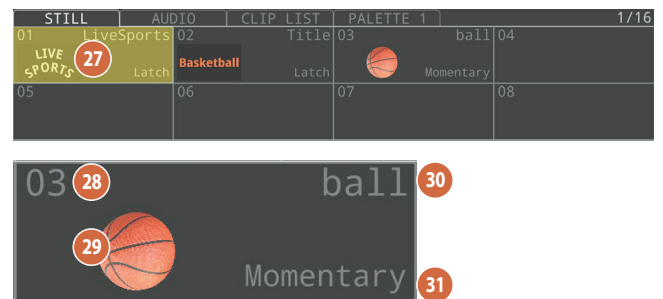 STILL AUDIO CLIP LIST PALETTE 1 1/16
01 LiveSports 02 Title 03 ball 04
LIVE SPORTS 27 Latch Basketball Latch Momentary
05 06 07 08
03 28 ball 30
29
Momentary 31